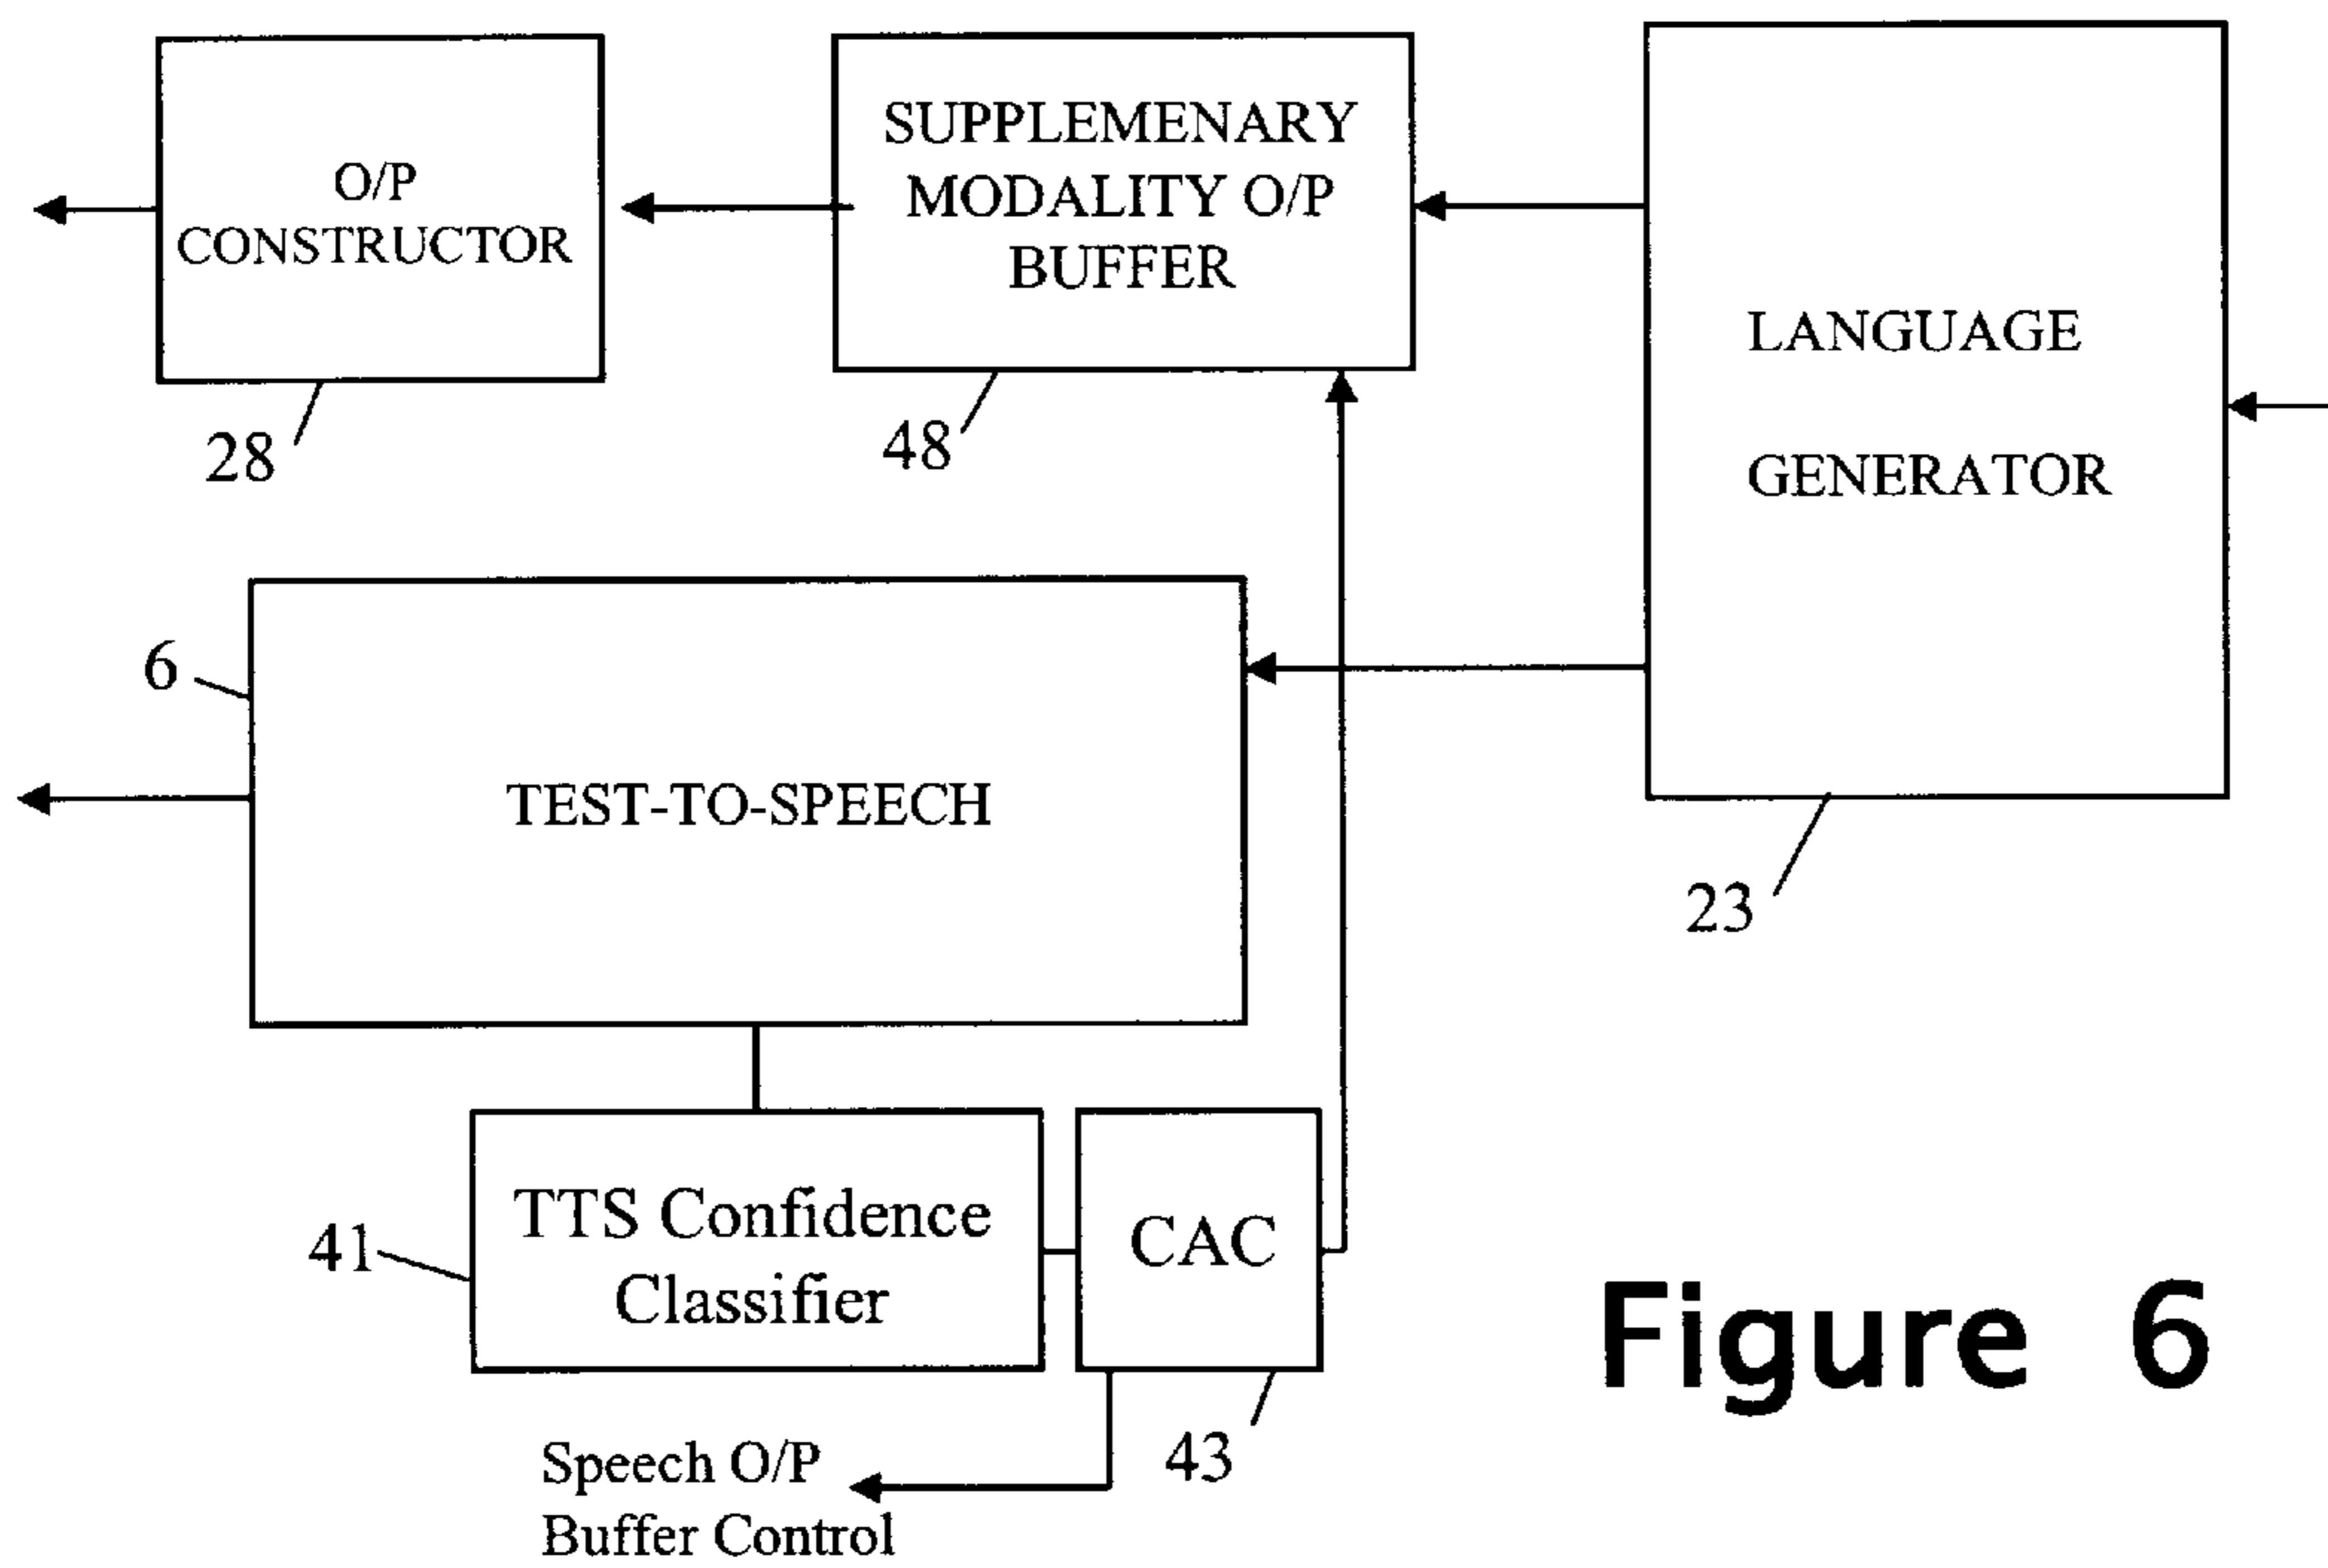 O/P
CONSTRUCTOR
28
SUPPLEMENARY
MODALITY O/P
BUFFER
48
LANGUAGE
GENERATOR
23
6
TEST-TO-SPEECH
41
TTS Confidence
Classifier
CAC
43
Speech O/P
Buffer Control
Figure 6